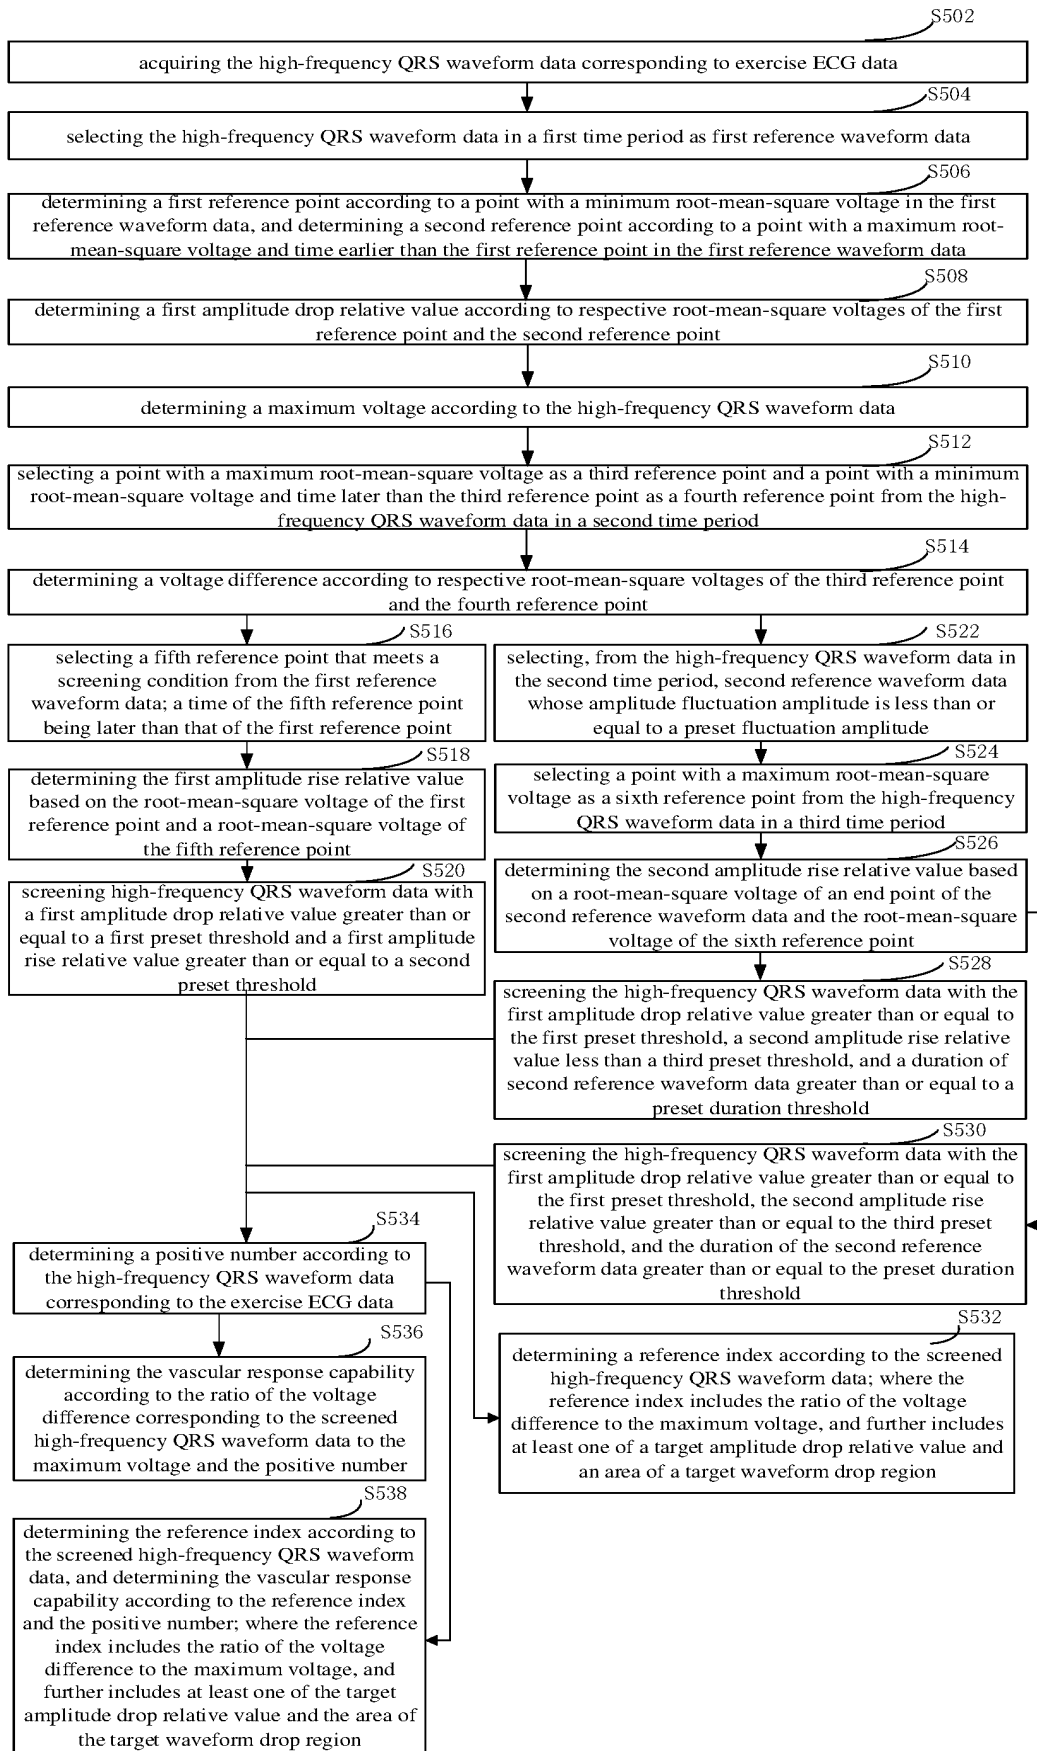 S502
acquiring the high-frequency QRS waveform data corresponding to exercise ECG data
S504
selecting the high-frequency QRS waveform data in a first time period as first reference waveform data
S506
determining a first reference point according to a point with a minimum root-mean-square voltage in the first
reference waveform data, and determining a second reference point according to a point with a maximum root-
mean-square voltage and time earlier than the first reference point in the first reference waveform data
S508
determining a first amplitude drop relative value according to respective root-mean-square voltages of the first
reference point and the second reference point
S510
determining a maximum voltage according to the high-frequency QRS waveform data
S512
selecting a point with a maximum root-mean-square voltage as a third reference point and a point with a minimum
root-mean-square voltage and time later than the third reference point as a fourth reference point from the high-
frequency QRS waveform data in a second time period
S514
determining a voltage difference according to respective root-mean-square voltages of the third reference point
and the fourth reference point
S516
selecting a fifth reference point that meets a
screening condition from the first reference
waveform data; a time of the fifth reference point
being later than that of the first reference point
S518
determining the first amplitude rise relative value
based on the root-mean-square voltage of the first
reference point and a root-mean-square voltage of
the fifth reference point
S520
screening high-frequency QRS waveform data with
a first amplitude drop relative value greater than or
equal to a first preset threshold and a first amplitude
rise relative value greater than or equal to a second
preset threshold
S522
selecting, from the high-frequency QRS waveform data in
the second time period, second reference waveform data
whose amplitude fluctuation amplitude is less than or
equal to a preset fluctuation amplitude
S524
selecting a point with a maximum root-mean-square
voltage as a sixth reference point from the high-frequency
QRS waveform data in a third time period
S526
determining the second amplitude rise relative value based
on a root-mean-square voltage of an end point of the
second reference waveform data and the root-mean-square
voltage of the sixth reference point
S528
screening the high-frequency QRS waveform data with the
first amplitude drop relative value greater than or equal to
the first preset threshold, a second amplitude rise relative
value less than a third preset threshold, and a duration of
second reference waveform data greater than or equal to a
preset duration threshold
S530
screening the high-frequency QRS waveform data with the
first amplitude drop relative value greater than or equal to
the first preset threshold, the second amplitude rise
relative value greater than or equal to the third preset
threshold, and the duration of the second reference
waveform data greater than or equal to the preset duration
threshold
S534
determining a positive number according to
the high-frequency QRS waveform data
corresponding to the exercise ECG data
S536
determining the vascular response capability
according to the ratio of the voltage
difference corresponding to the screened
high-frequency QRS waveform data to the
maximum voltage and the positive number
S532
determining a reference index according to the screened
high-frequency QRS waveform data; where the
reference index includes the ratio of the voltage
difference to the maximum voltage, and further includes
at least one of a target amplitude drop relative value and
an area of a target waveform drop region
S538
determining the reference index according to
the screened high-frequency QRS waveform
data, and determining the vascular response
capability according to the reference index
and the positive number; where the reference
index includes the ratio of the voltage
difference to the maximum voltage, and
further includes at least one of the target
amplitude drop relative value and the area of
the target waveform drop region